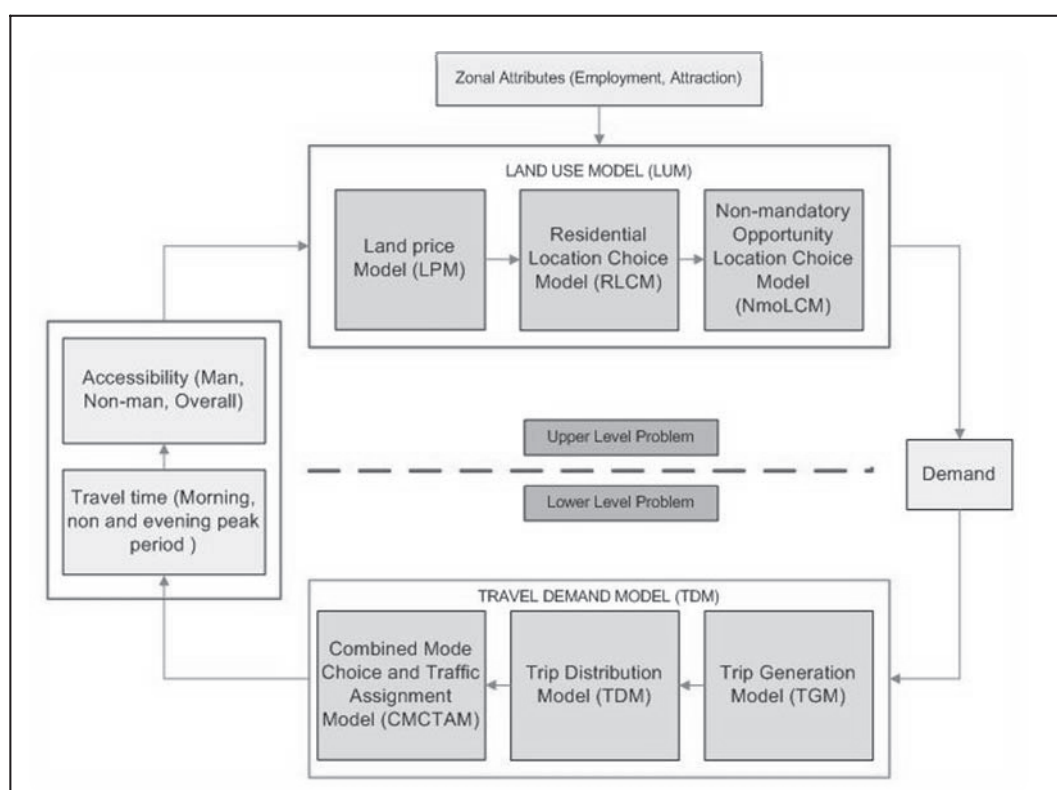 Zonal Attributes (Employment, Attraction)
LAND USE MODEL (LUM)
Land price
Model (LPM)
Residential
Location Choice
Model (RLCM)
Non-mandatory
Opportunity
Location Choice
Model
(NmoLCM)
Accessibility (Man,
Non-man, Overall)
Travel time (Morning,
non and evening peak
period )
Upper Level Problem
Lower Level Problem
Demand
TRAVEL DEMAND MODEL (TDM)
Combined Mode
Choice and Traffic
Assignment
Model (CMCTAM)
Trip Distribution
Model (TDM)
Trip Generation
Model (TGM)